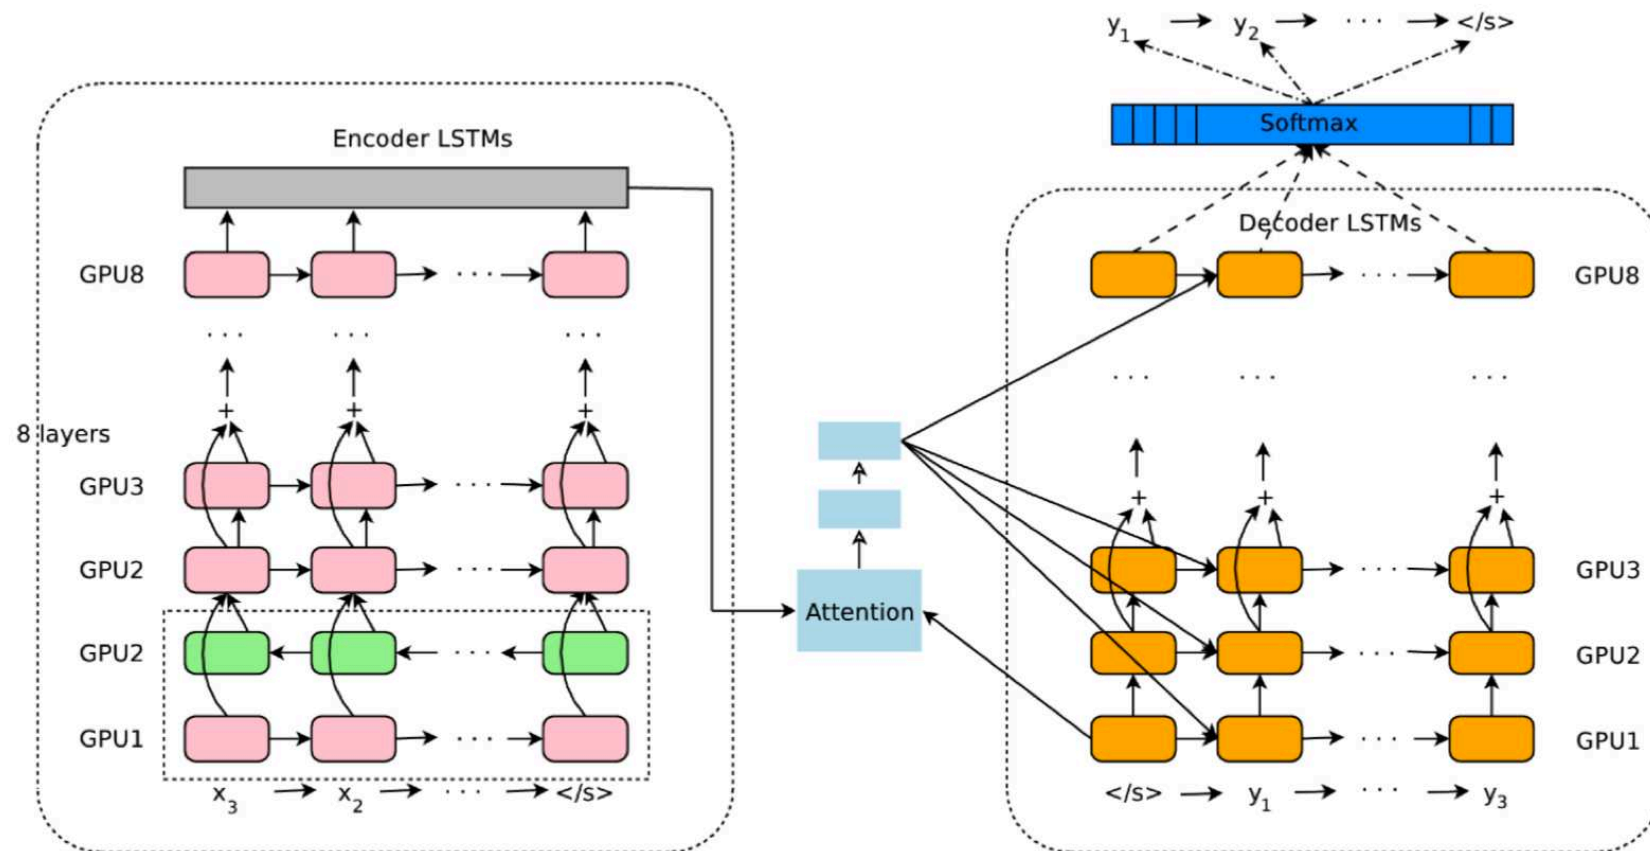 y1 y2 ... </s>
Softmax
Encoder LSTMs
Decoder LSTMs
GPU8 ... GPU8
... ... ...
... ... ...
+ + +
8 layers
GPU3 ...
+ + +
GPU2 ... GPU3
Attention
GPU2 ... GPU2
GPU1 ... GPU1
x3 x2 ... </s>
</s> y1 ... y3